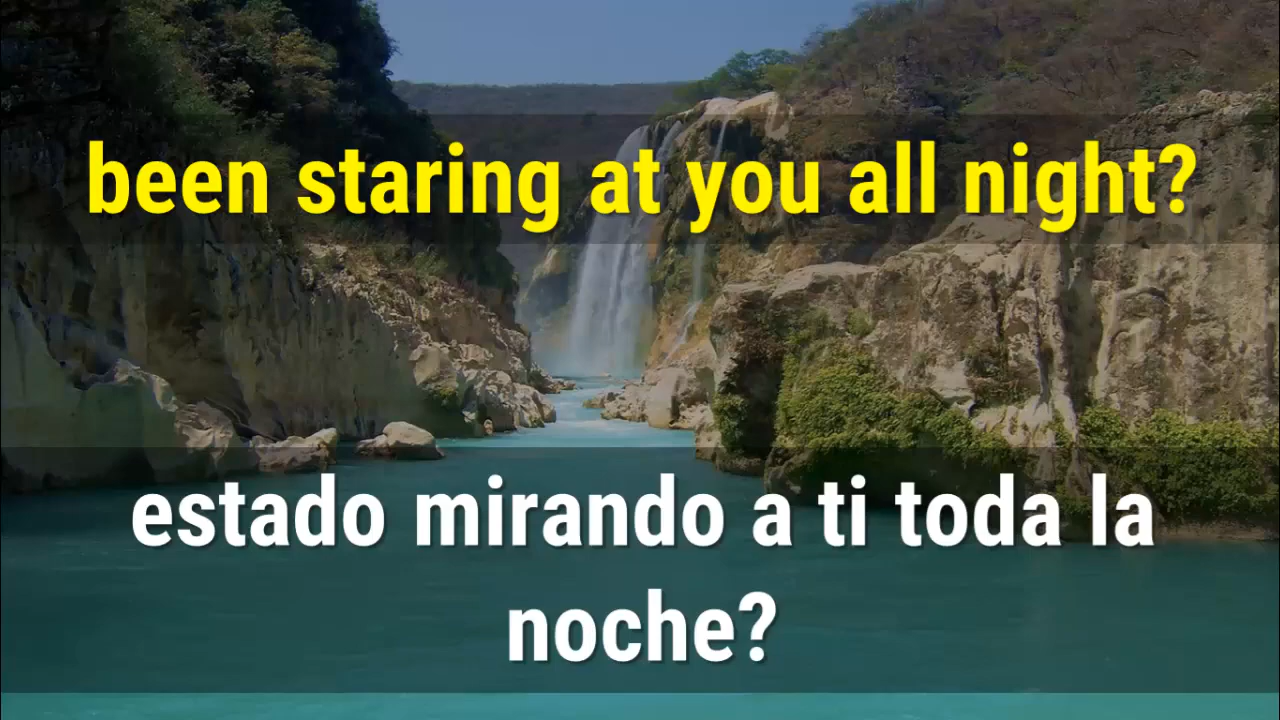 been staring at you all night?
estado mirando a ti toda la
noche?